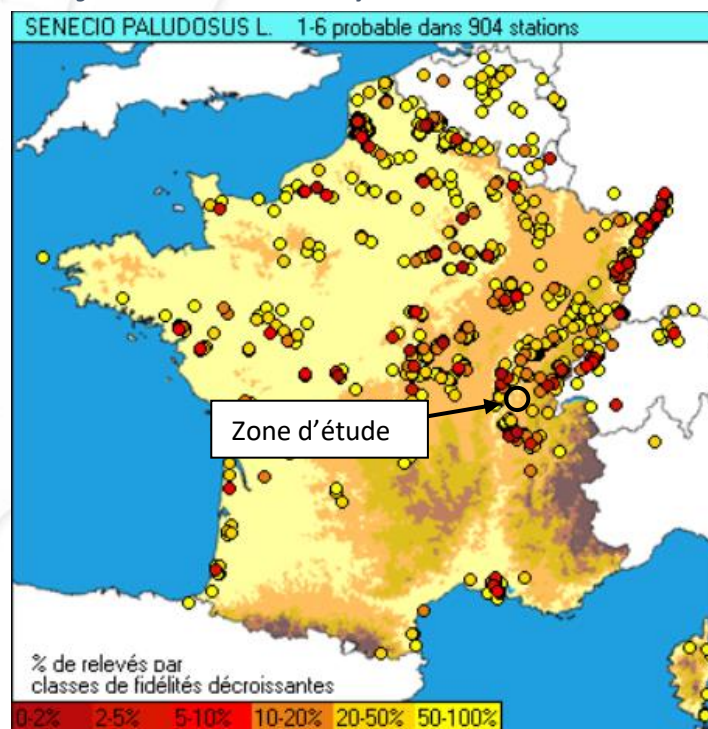 SENECIO PALUDOSUS L. 1-6 probable dans 904 stations
Zone d'étude
% de relevés par
classes de fidélités décroissantes
0-2% 2-5% 5-10% 10-20% 20-50% 50-100%